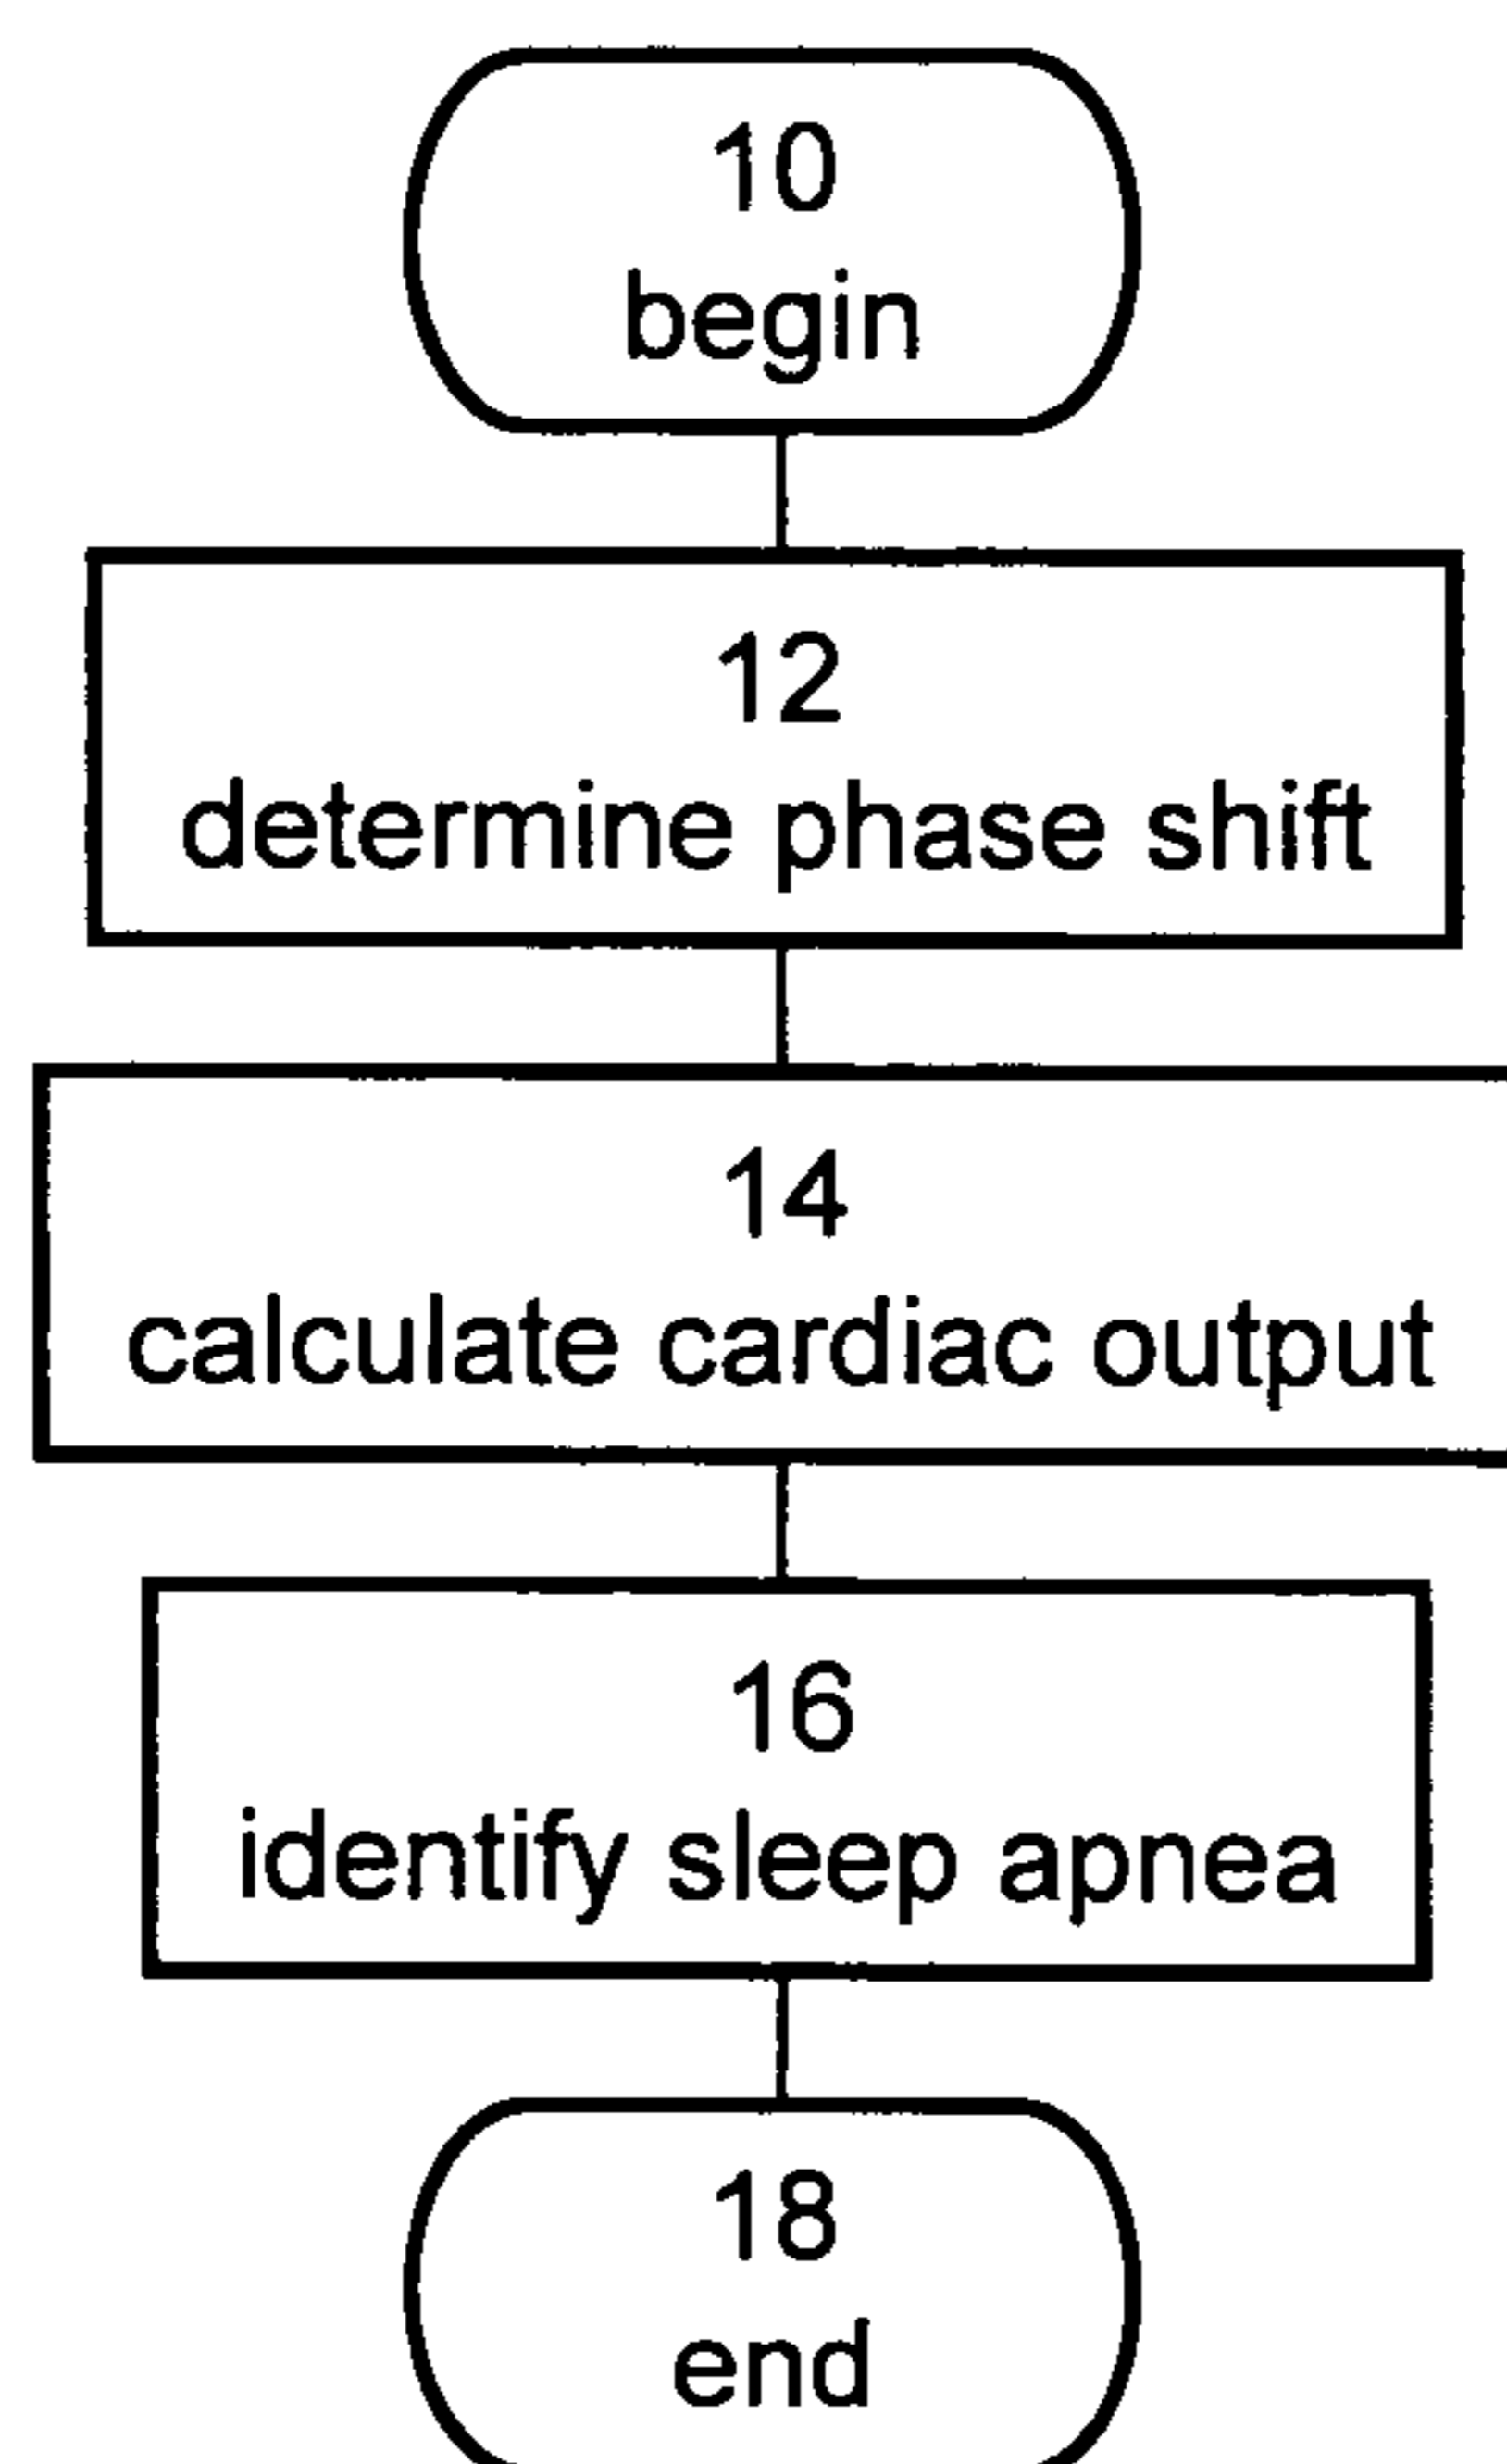 10
begin
12
determine phase shift
14
calculate cardiac output
16
identify sleep apnea
18
end